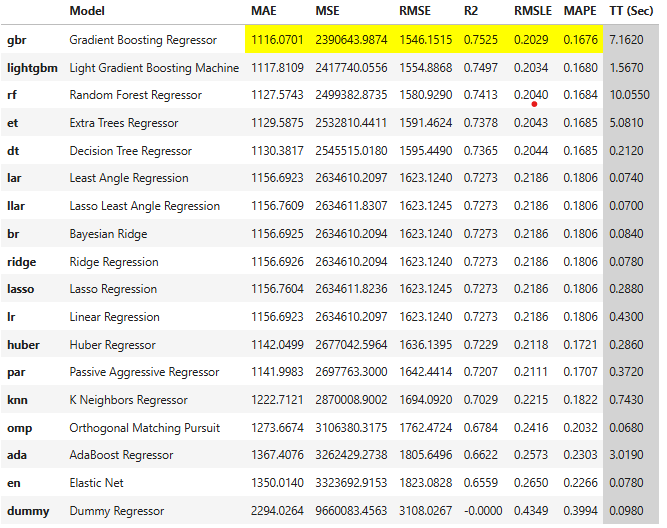 Model MAE MSE RMSE R2 RMSLE MAPE TT (Sec)
gbr Gradient Boosting Regressor 1116.0701 2390643.9874 1546.1515 0.7525 0.2029 0.1676 7.1620
lightgbm Light Gradient Boosting Machine 1117.8109 2417740.0556 1554.8868 0.7497 0.2034 0.1680 1.5670
rf Random Forest Regressor 1127.5743 2499382.8735 1580.9290 0.7413 0.2040 0.1684 10.0550
et Extra Trees Regressor 1129.5875 2532810.4411 1591.4624 0.7378 0.2043 0.1685 5.0810
dt Decision Tree Regressor 1130.3817 2545515.0180 1595.4490 0.7365 0.2044 0.1685 0.2120
lar Least Angle Regression 1156.6923 2634610.2097 1623.1240 0.7273 0.2186 0.1806 0.0740
llar Lasso Least Angle Regression 1156.7609 2634611.8307 1623.1245 0.7273 0.2186 0.1806 0.0700
br Bayesian Ridge 1156.6925 2634610.2094 1623.1240 0.7273 0.2186 0.1806 0.0840
ridge Ridge Regression 1156.6926 2634610.2094 1623.1240 0.7273 0.2186 0.1806 0.0780
lasso Lasso Regression 1156.7604 2634611.8236 1623.1245 0.7273 0.2186 0.1806 0.2880
lr Linear Regression 1156.6923 2634610.2097 1623.1240 0.7273 0.2186 0.1806 0.4300
huber Huber Regressor 1142.0499 2677042.5964 1636.1395 0.7229 0.2118 0.1721 0.2860
par Passive Aggressive Regressor 1141.9983 2697763.3000 1642.4414 0.7207 0.2111 0.1707 0.3720
knn K Neighbors Regressor 1222.7121 2870008.9002 1694.0920 0.7029 0.2215 0.1822 0.7430
omp Orthogonal Matching Pursuit 1273.6674 3106380.3175 1762.4724 0.6784 0.2416 0.2032 0.0680
ada AdaBoost Regressor 1367.4076 3262429.2738 1805.6496 0.6622 0.2573 0.2303 3.0190
en Elastic Net 1350.0140 3323692.9153 1823.0828 0.6559 0.2650 0.2266 0.0780
dummy Dummy Regressor 2294.0264 9660083.4563 3108.0267 -0.0000 0.4349 0.3994 0.0980